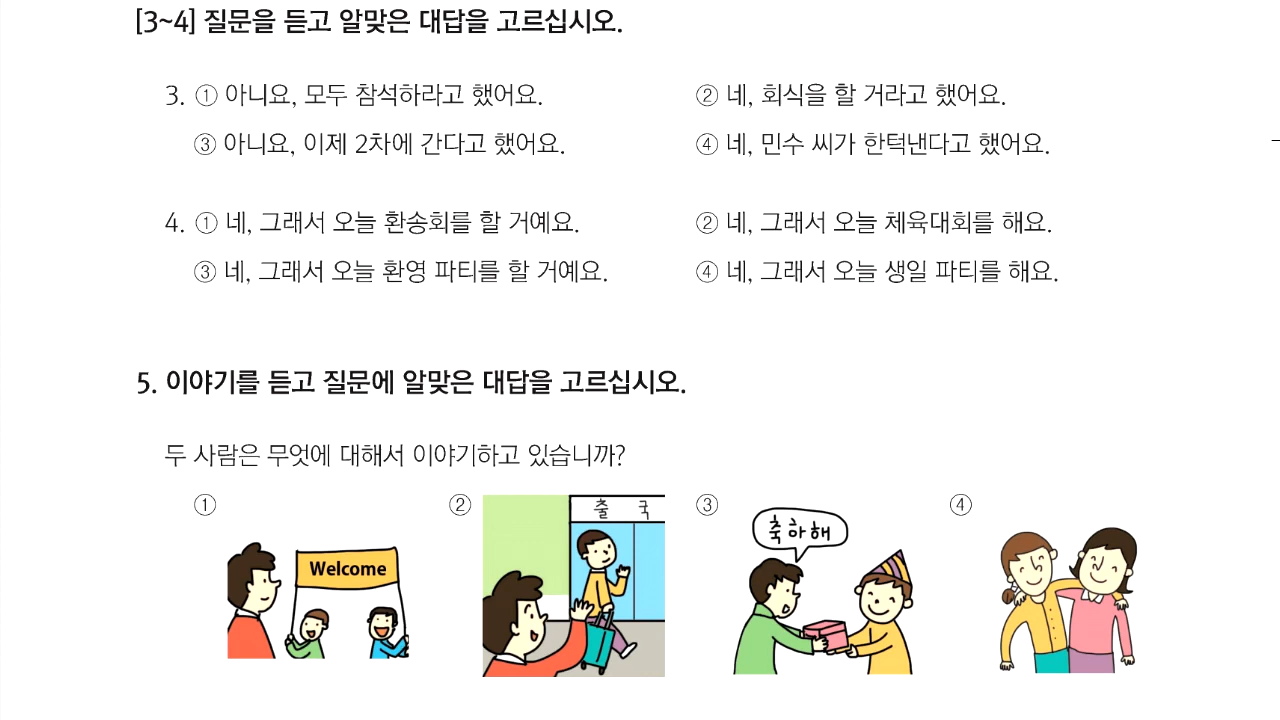 [3~4] 질문을 듣고 알맞은 대답을 고르십시오.
3. ① 아니요, 모두 참석하라고 했어요. ② 네, 회식을 할 거라고 했어요.
③ 아니요, 이제 2차에 간다고 했어요. ④ 네, 민수 씨가 한턱낸다고 했어요.
4. ① 네, 그래서 오늘 환송회를 할 거예요. ② 네, 그래서 오늘 체육대회를 해요.
③ 네, 그래서 오늘 환영 파티를 할 거예요. ④ 네, 그래서 오늘 생일 파티를 해요.
5. 이야기를 듣고 질문에 알맞은 대답을 고르십시오.
두 사람은 무엇에 대해서 이야기하고 있습니까?
① ② ③ ④
Welcome
출 국
축하해